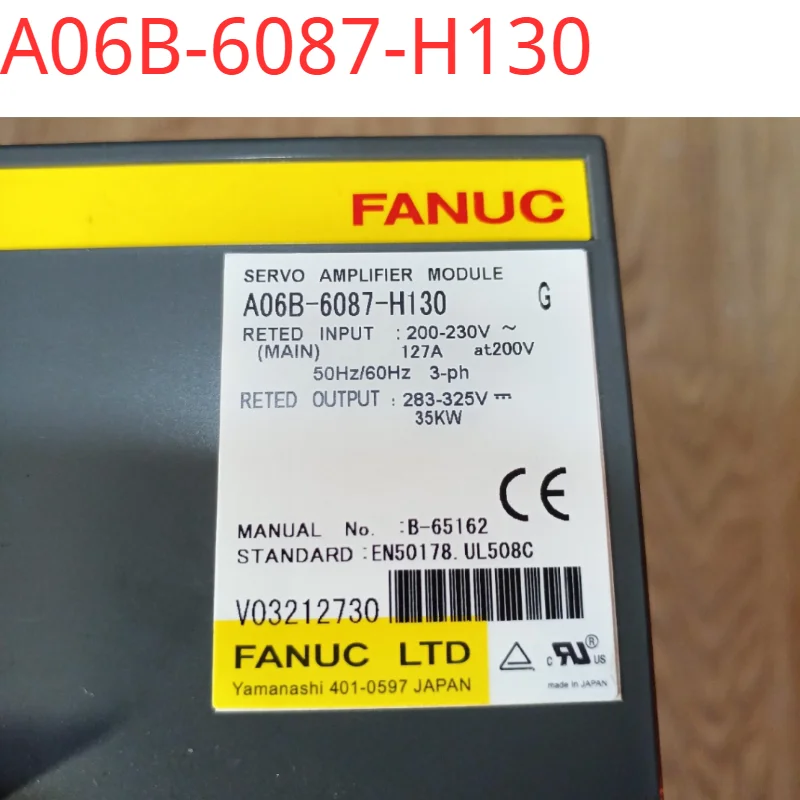 A06B-6087-H130
FANUC
SERVO AMPLIFIER MODULE
A06B-6087-H130 G
RETED INPUT : 200-230V ~
(MAIN) 127A at200V
50Hz/60Hz 3-ph
RETED OUTPUT : 283-325V ⎓
35KW
CE
MANUAL No. :B-65162
STANDARD :EN50178. UL508C
V03212730
FANUC LTD
Yamanashi 401-0597 JAPAN
c RU ® US
made in JAPAN